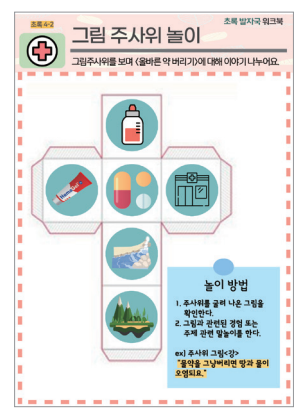 초록 4-2
초록 발자국 워크북
그림 주사위 놀이
그림주사위를 보며 <올바른 약 버리기>에 대해 이야기 나누어요.
놀이 방법
1. 주사위를 굴려 나온 그림을
확인한다.
2. 그림과 관련된 경험 또는
주제 관련 말놀이를 한다.
ex) 주사위 그림<강>
"물약을 그냥버리면 땅과 물이
오염되요."